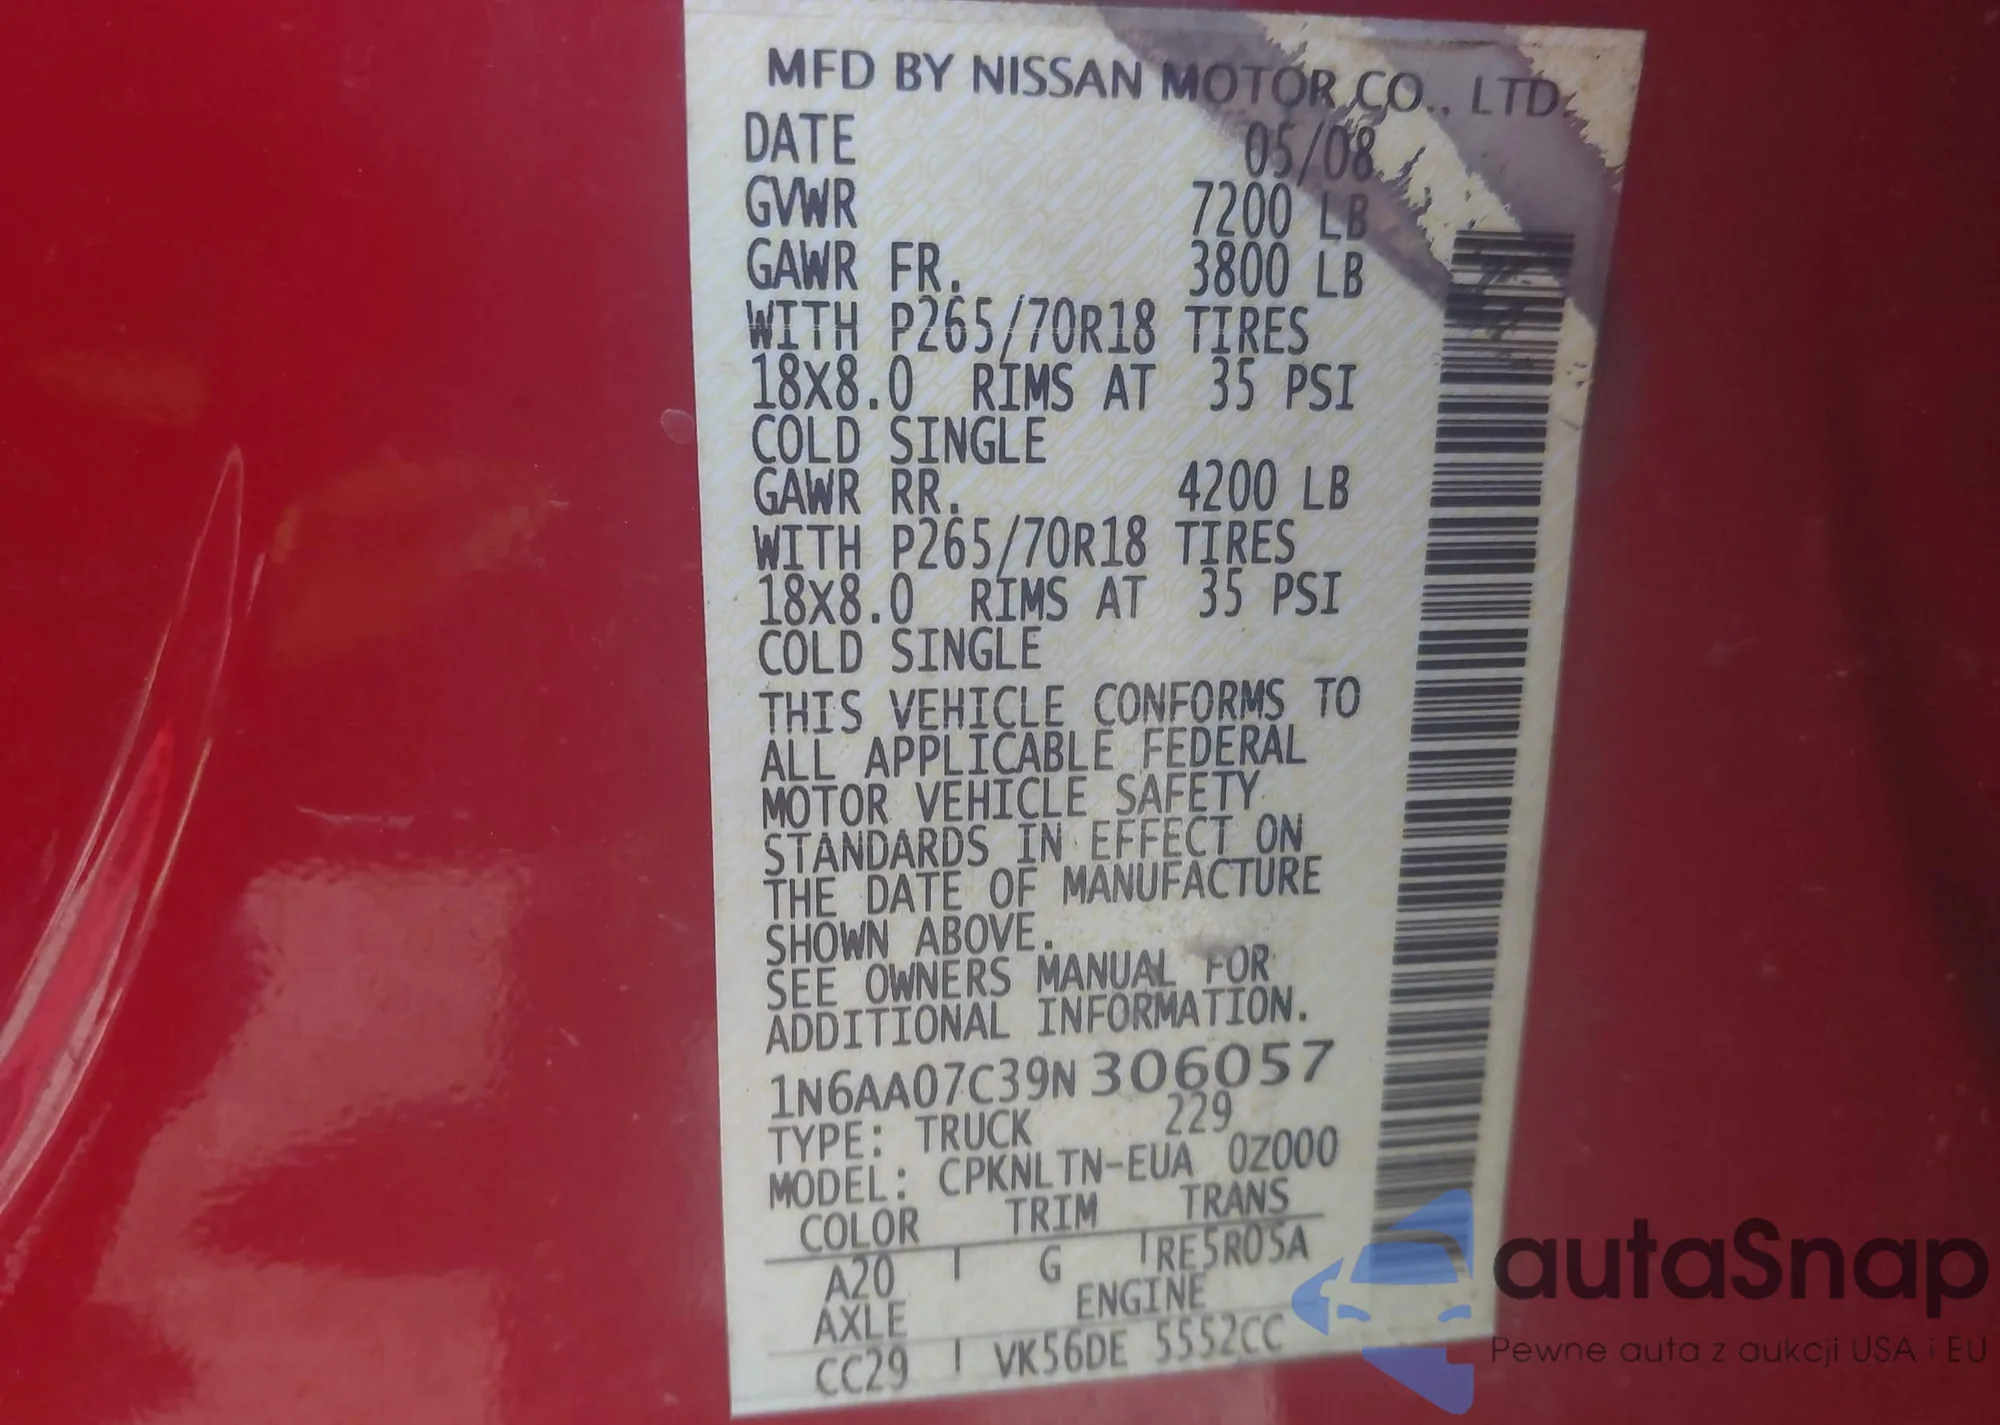 MFD BY NISSAN MOTOR CO., LTD.
DATE 05/08
GVWR 7200 LB
GAWR FR. 3800 LB
WITH P265/70R18 TIRES
18X8.0 RIMS AT 35 PSI
COLD SINGLE
GAWR RR. 4200 LB
WITH P265/70R18 TIRES
18X8.0 RIMS AT 35 PSI
COLD SINGLE
THIS VEHICLE CONFORMS TO
ALL APPLICABLE FEDERAL
MOTOR VEHICLE SAFETY
STANDARDS IN EFFECT ON
THE DATE OF MANUFACTURE
SHOWN ABOVE.
SEE OWNERS MANUAL FOR
ADDITIONAL INFORMATION.
1N6AA07C39N306057
TYPE: TRUCK 229
MODEL: CPKNLTN-EUA 0Z000
COLOR TRIM TRANS
A20 G RE5R05A
AXLE ENGINE
CC29 VK56DE 5552CC
autaSnap
Pewne auta z aukcji USA i EU